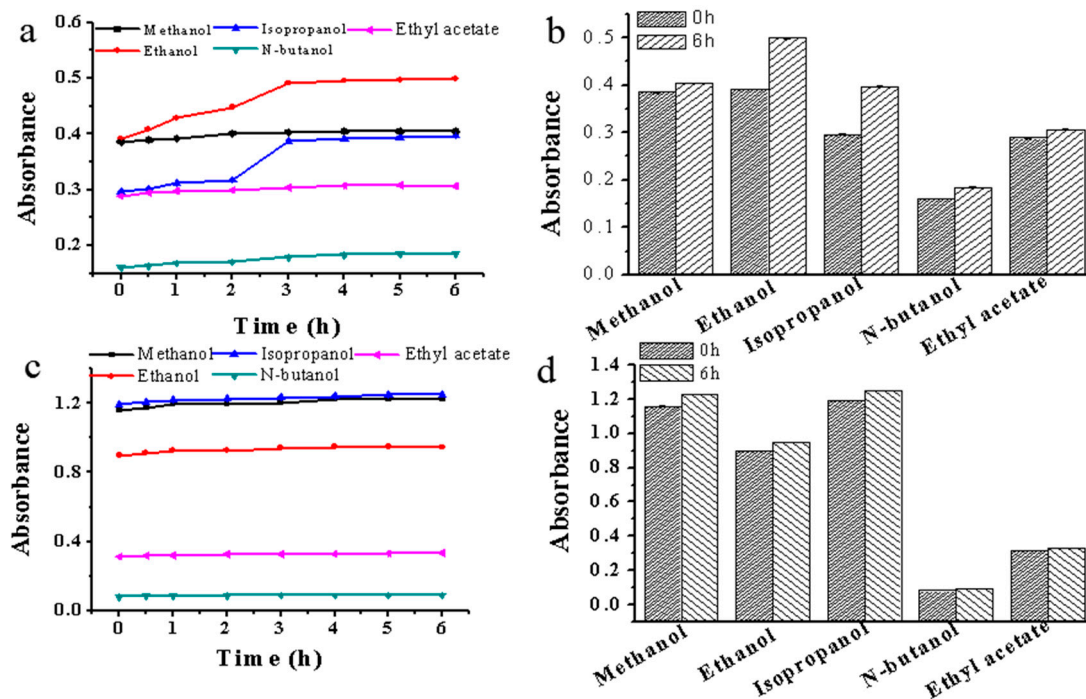 a
Methanol Isopropanol Ethyl acetate
Ethanol N-butanol
Absorbance
0.6
0.5
0.4
0.3
0.2
0 1 2 3 4 5 6
Time (h)
b
0h
6h
Absorbance
0.5
0.4
0.3
0.2
0.1
0.0
Methanol Ethanol Isopropanol N-butanol Ethyl acetate
c
Methanol Isopropanol Ethyl acetate
Ethanol N-butanol
Absorbance
1.2
0.8
0.4
0.0
0 1 2 3 4 5 6
Time (h)
d
0h
6h
Absorbance
1.4
1.2
1.0
0.8
0.6
0.4
0.2
0.0
Methanol Ethanol Isopropanol N-butanol Ethyl acetate